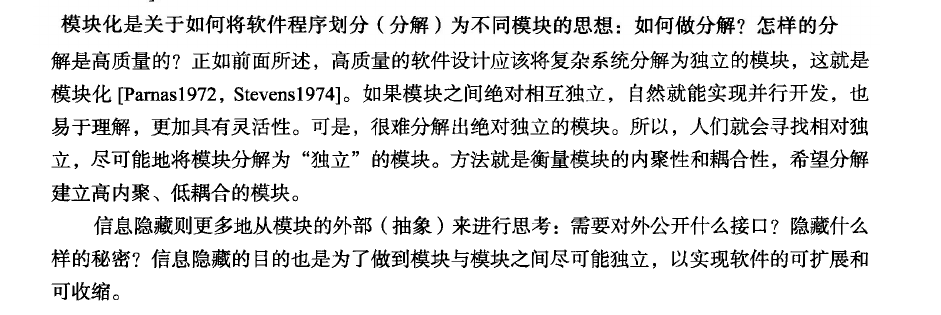 模块化是关于如何将软件程序划分（分解）为不同模块的思想：如何做分解？怎样的分
解是高质量的？正如前面所述，高质量的软件设计应该将复杂系统分解为独立的模块，这就是
模块化 [Parnas1972，Stevens1974]。如果模块之间绝对相互独立，自然就能实现并行开发，也
易于理解，更加具有灵活性。可是，很难分解出绝对独立的模块。所以，人们就会寻找相对独
立，尽可能地将模块分解为“独立”的模块。方法就是衡量模块的内聚性和耦合性，希望分解
建立高内聚、低耦合的模块。
信息隐藏则更多地从模块的外部（抽象）来进行思考：需要对外公开什么接口？隐藏什么
样的秘密？信息隐藏的目的也是为了做到模块与模块之间尽可能独立，以实现软件的可扩展和
可收缩。